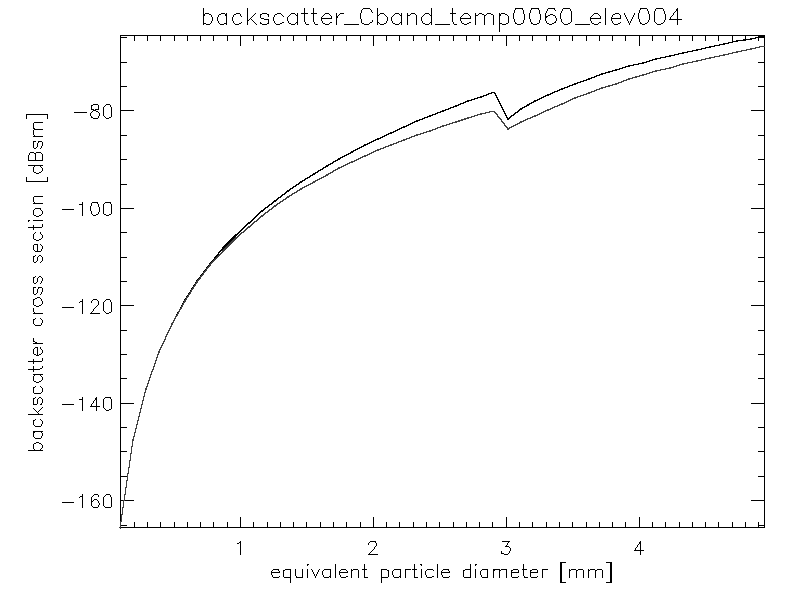 backscatter_Cband_temp0060_elev004
backscatter cross section [dBsm]
-80
-100
-120
-140
-160
1 2 3 4
equivalent particle diameter [mm]